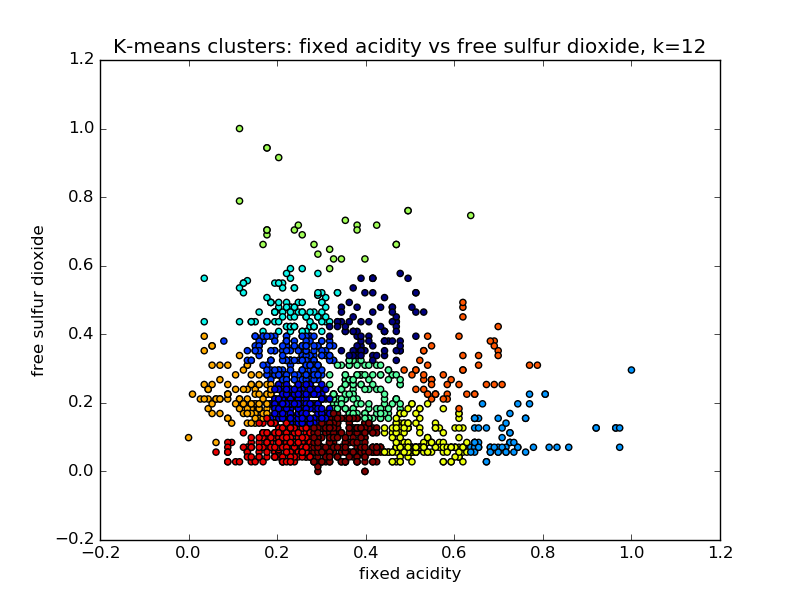 K-means clusters: fixed acidity vs free sulfur dioxide, k=12
1.2
1.0
0.8
0.6
0.4
0.2
0.0
−0.2
free sulfur dioxide
−0.2 0.0 0.2 0.4 0.6 0.8 1.0 1.2
fixed acidity